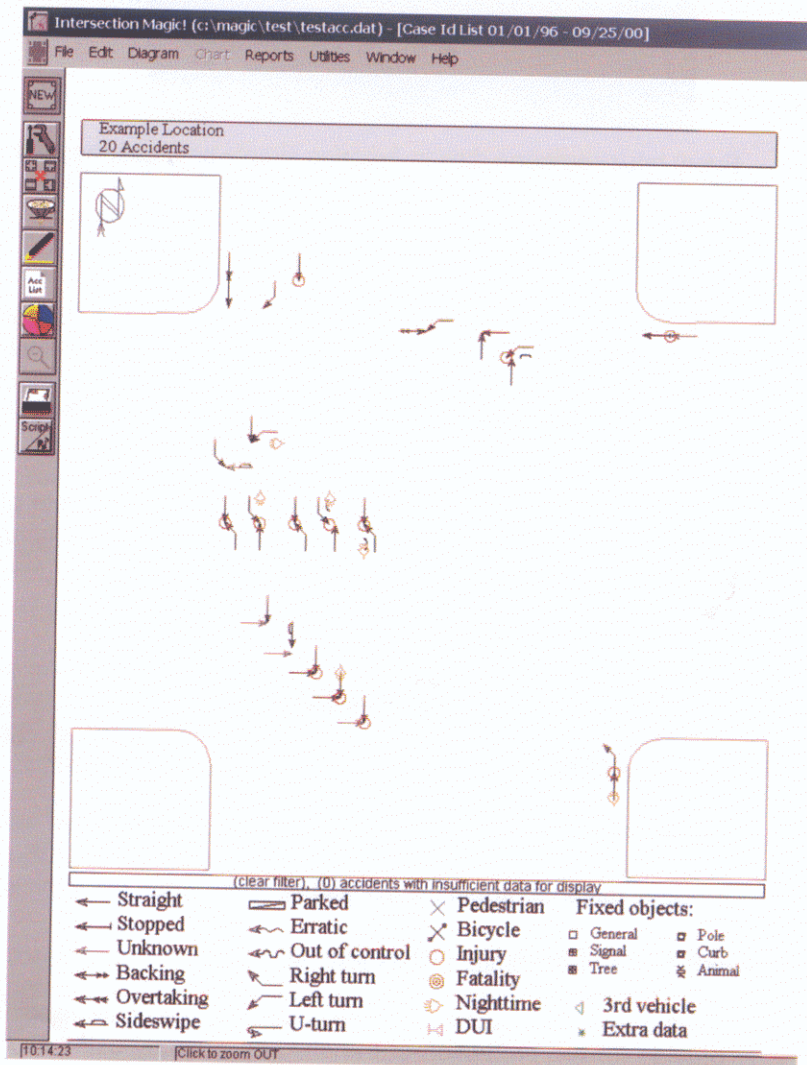 Intersection Magic! (c:\magic\test\testacc.dat) - [Case Id List 01/01/96 - 09/25/00]
File Edit Diagram Chart Reports Utilities Window Help
NEW
Example Location
20 Accidents
Acc
List
Script
(clear filter), (0) accidents with insufficient data for display
Straight Parked Pedestrian Fixed objects:
Stopped Erratic Bicycle General Pole
Unknown Out of control Injury Signal Curb
Backing Right turn Fatality Tree Animal
Overtaking Left turn Nighttime 3rd vehicle
Sideswipe U-turn DUI Extra data
10:14:23 Click to zoom OUT